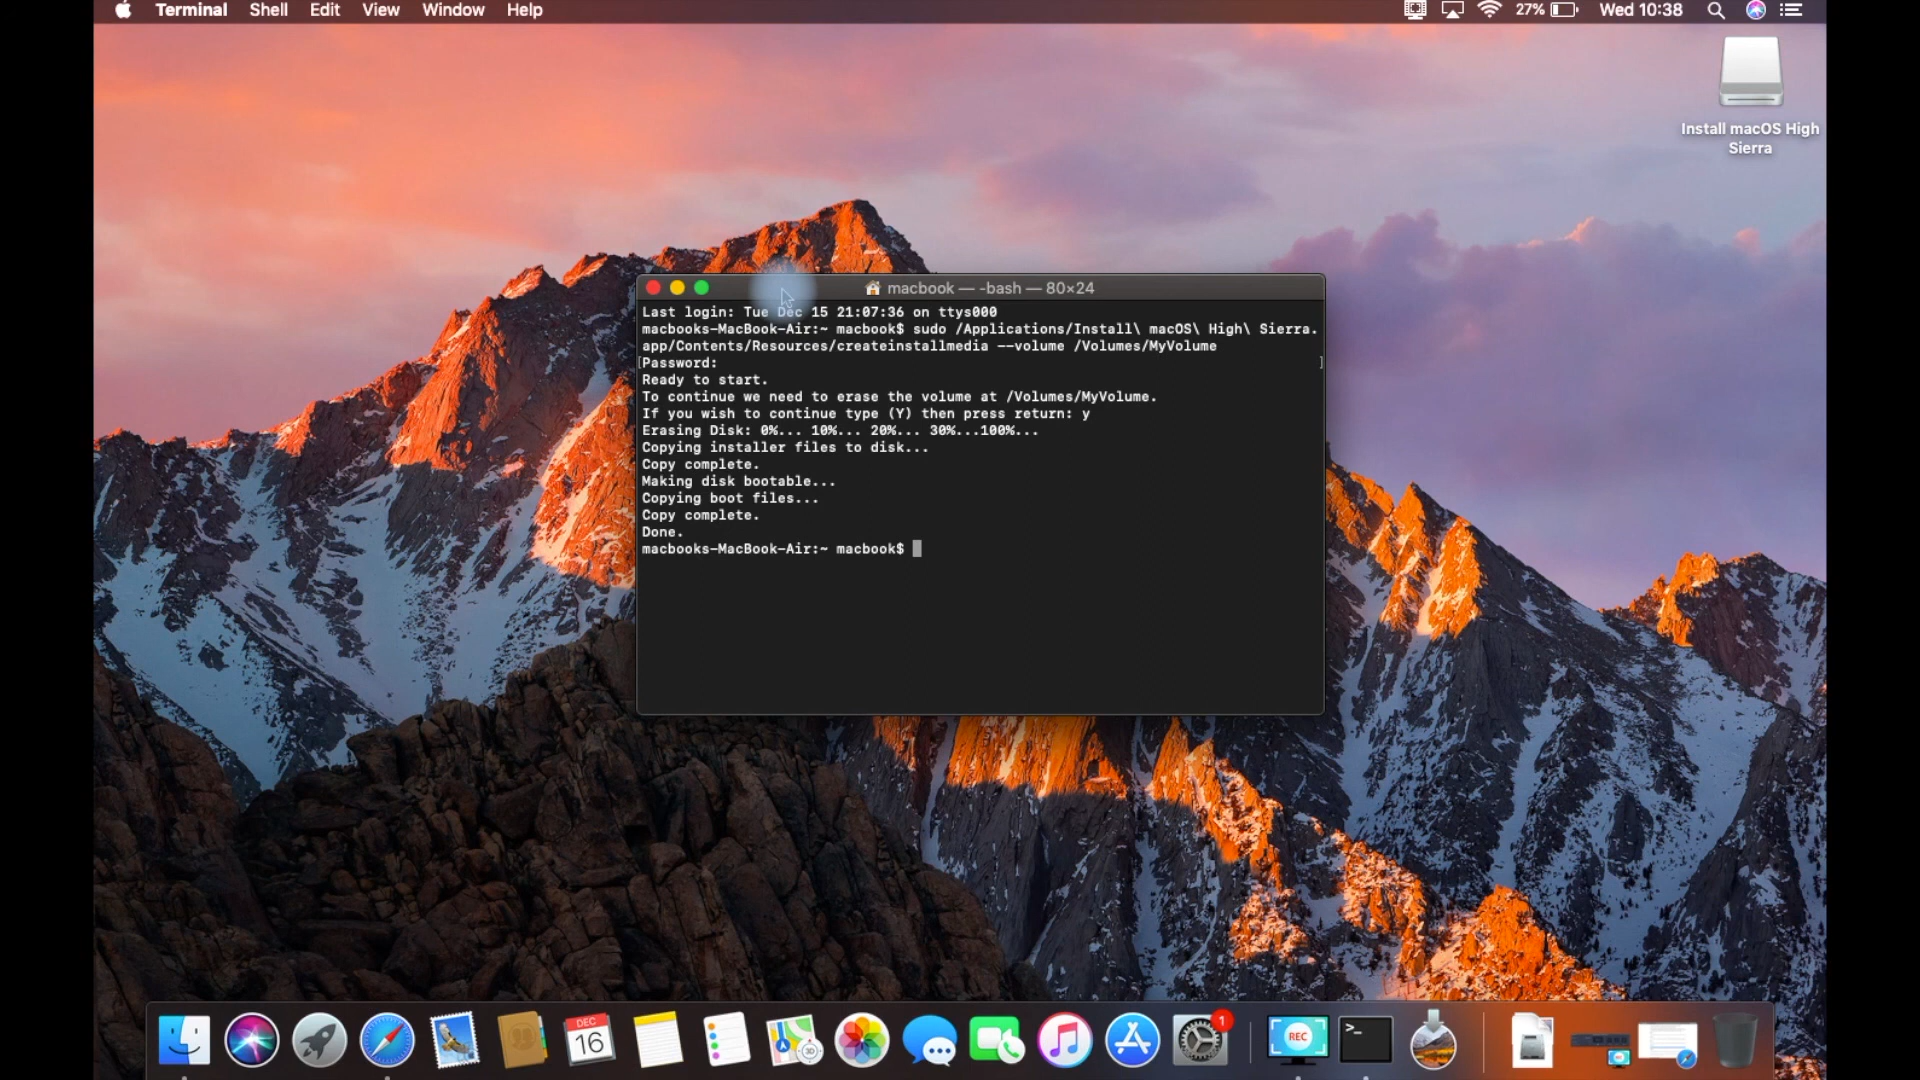 Terminal Shell Edit View Window Help 27% Wed 10:38
Install macOS High
Sierra
macbook — -bash — 80×24
Last login: Tue Dec 15 21:07:36 on ttys000
macbooks-MacBook-Air:~ macbook$ sudo /Applications/Install\ macOS\ High\ Sierra.
app/Contents/Resources/createinstallmedia --volume /Volumes/MyVolume
[Password: ]
Ready to start.
To continue we need to erase the volume at /Volumes/MyVolume.
If you wish to continue type (Y) then press return: y
Erasing Disk: 0%... 10%... 20%... 30%...100%...
Copying installer files to disk...
Copy complete.
Making disk bootable...
Copying boot files...
Copy complete.
Done.
macbooks-MacBook-Air:~ macbook$
DEC
16
1
REC
>_